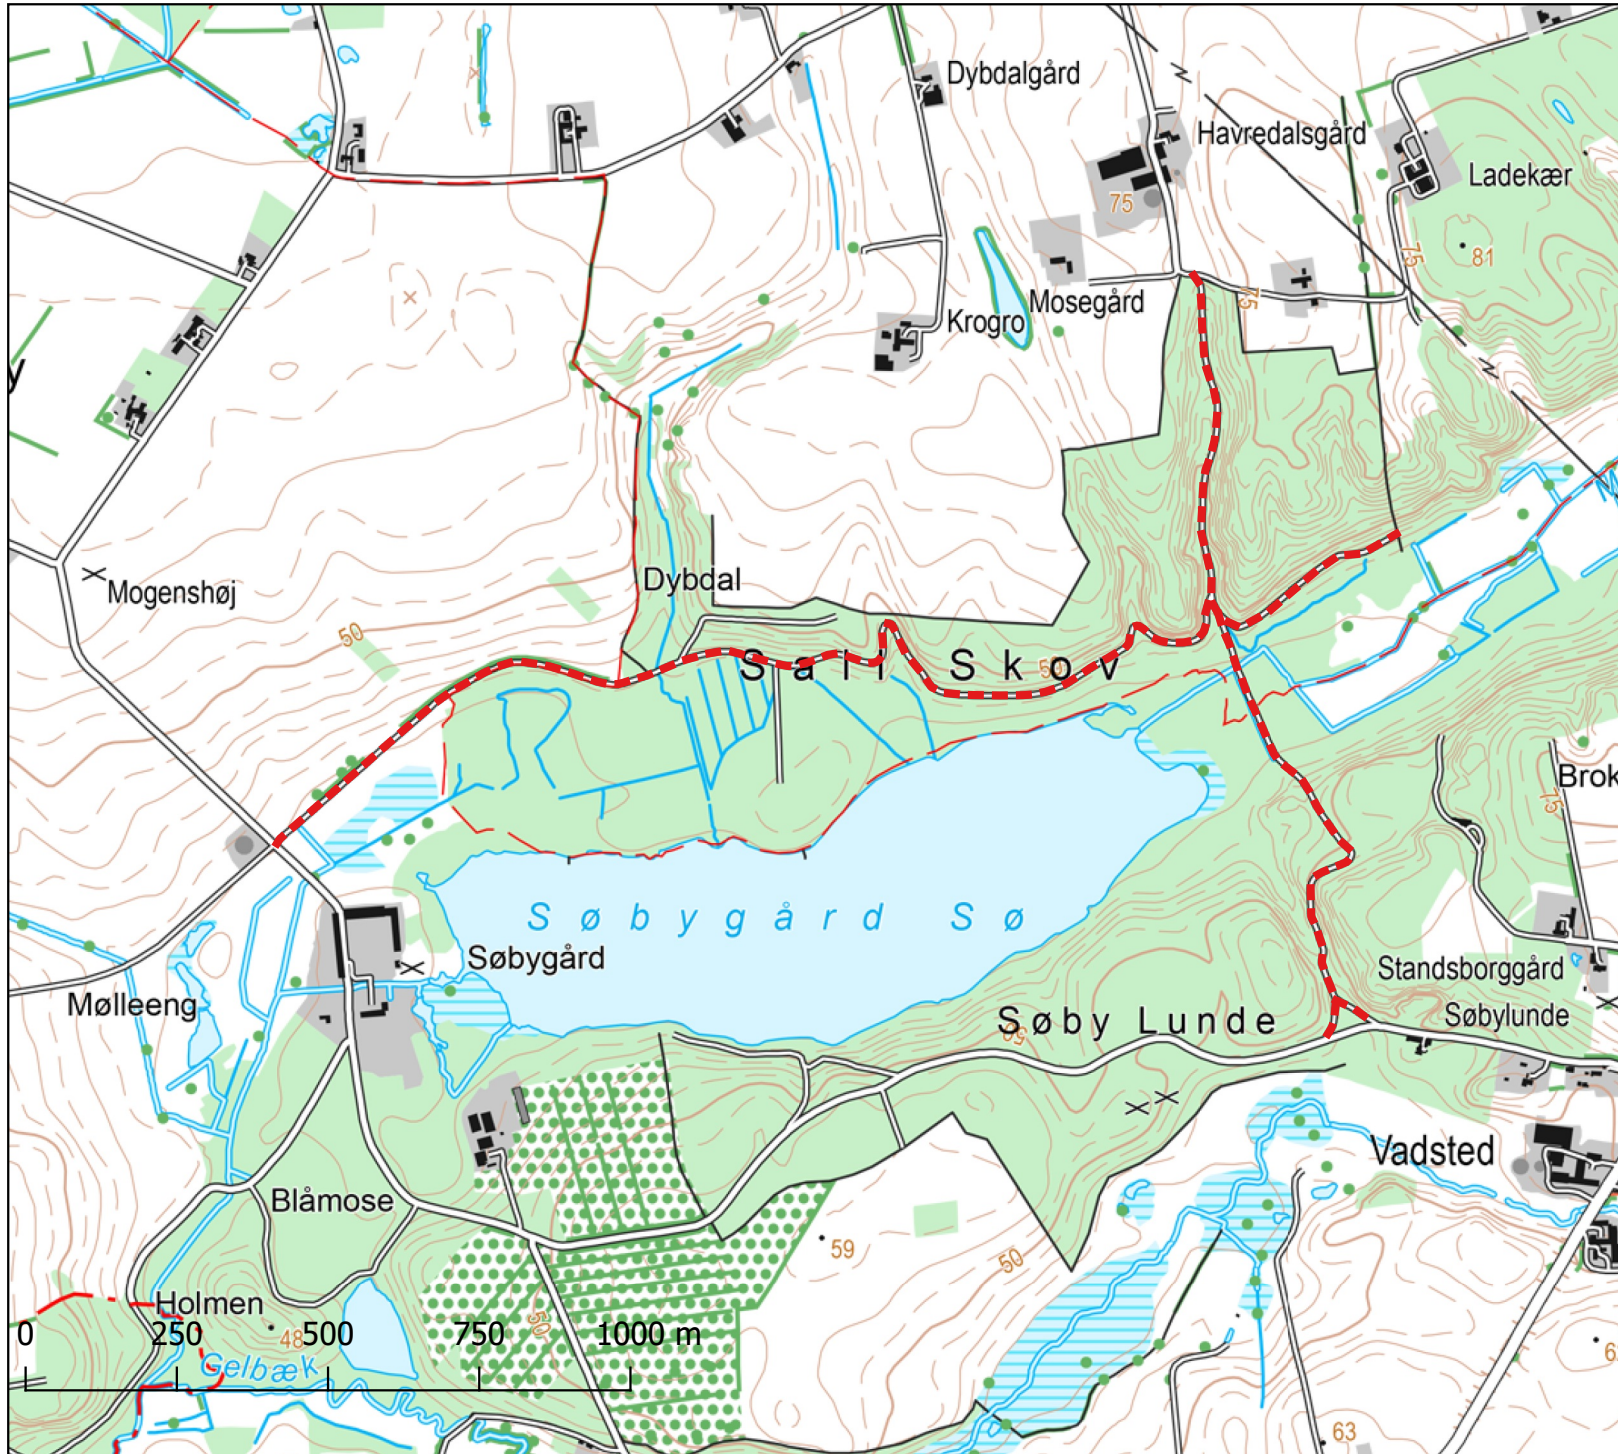 Dybdalgård
Havredalsgård
Ladekær
75
81
75
75
Mosegård
Krogro
y
Dybdal
Mogenshøj
50
Sall Skov
50
Brok
75
Søbygård Sø
Søbygård
Standsborggård
Mølleeng
Søby Lunde
Søbylunde
50
Vadsted
Blåmose
59
50
Holmen
50
48
0 250 500 750 1000 m
Gelbæk
63